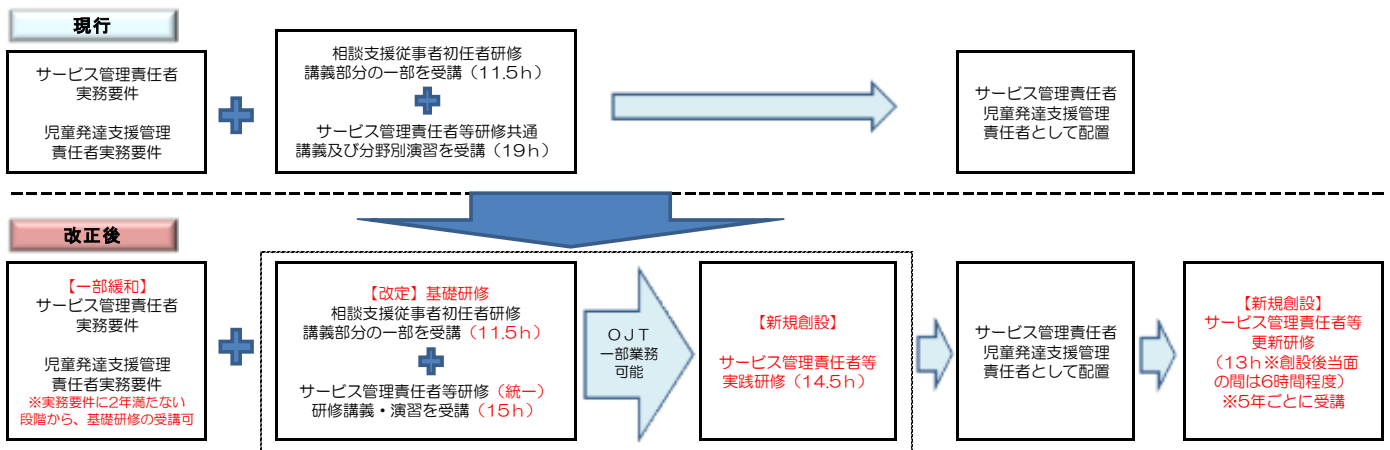 現行
サービス管理責任者
実務要件
児童発達支援管理
責任者実務要件
相談支援従事者初任者研修
講義部分の一部を受講（11.5ｈ）
サービス管理責任者等研修共通
講義及び分野別演習を受講（19ｈ）
サービス管理責任者
児童発達支援管理
責任者として配置
改正後
【一部緩和】
サービス管理責任者
実務要件
児童発達支援管理
責任者実務要件
※実務要件に2年満たない
段階から、基礎研修の受講可
【改定】基礎研修
相談支援従事者初任者研修
講義部分の一部を受講（11.5ｈ）
サービス管理責任者等研修（統一）
研修講義・演習を受講（15ｈ）
ＯＪＴ
一部業務
可能
【新規創設】
サービス管理責任者等
実践研修（14.5ｈ）
サービス管理責任者
児童発達支援管理
責任者として配置
【新規創設】
サービス管理責任者等
更新研修
（13ｈ※創設後当面
の間は6時間程度）
※5年ごとに受講